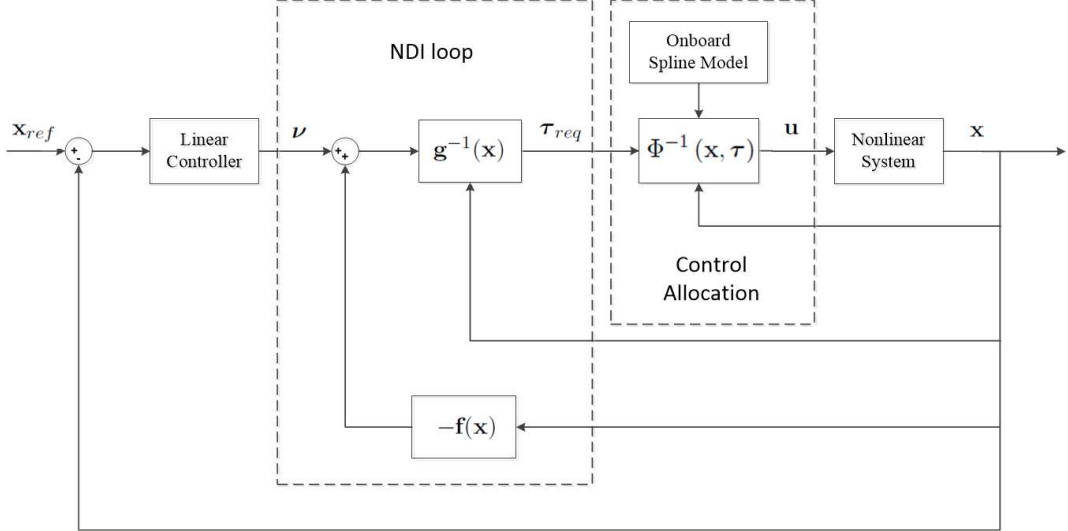 NDI loop
Onboard
Spline Model
x_ref
+
-
Linear
Controller
ν
+
+
g⁻¹(x)
τ_req
Φ⁻¹ (x, τ)
u
Nonlinear
System
x
Control
Allocation
−f(x)